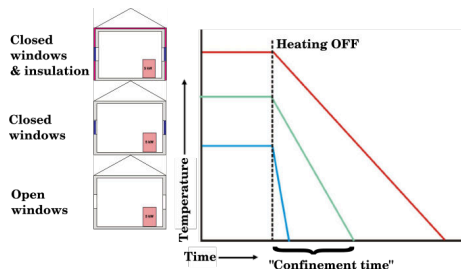 Closed
windows
& insulation
Closed
windows
Open
windows
Heating OFF
Temperature
Time
"Confinement time"